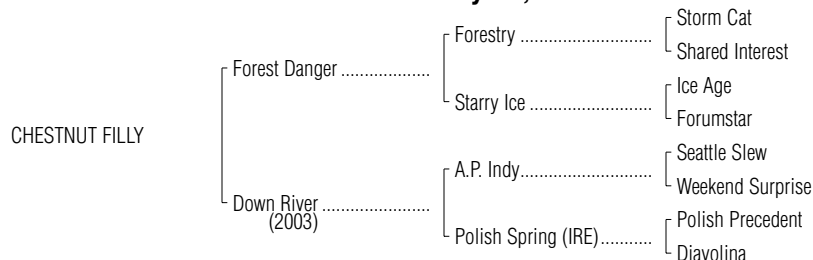 Storm Cat
Forestry ............................
Shared Interest
Forest Danger ...................
Ice Age
Starry Ice ..........................
Forumstar
CHESTNUT FILLY
Seattle Slew
A.P. Indy............................
Weekend Surprise
Down River .......................
(2003)
Polish Precedent
Polish Spring (IRE)...........
Diavolina